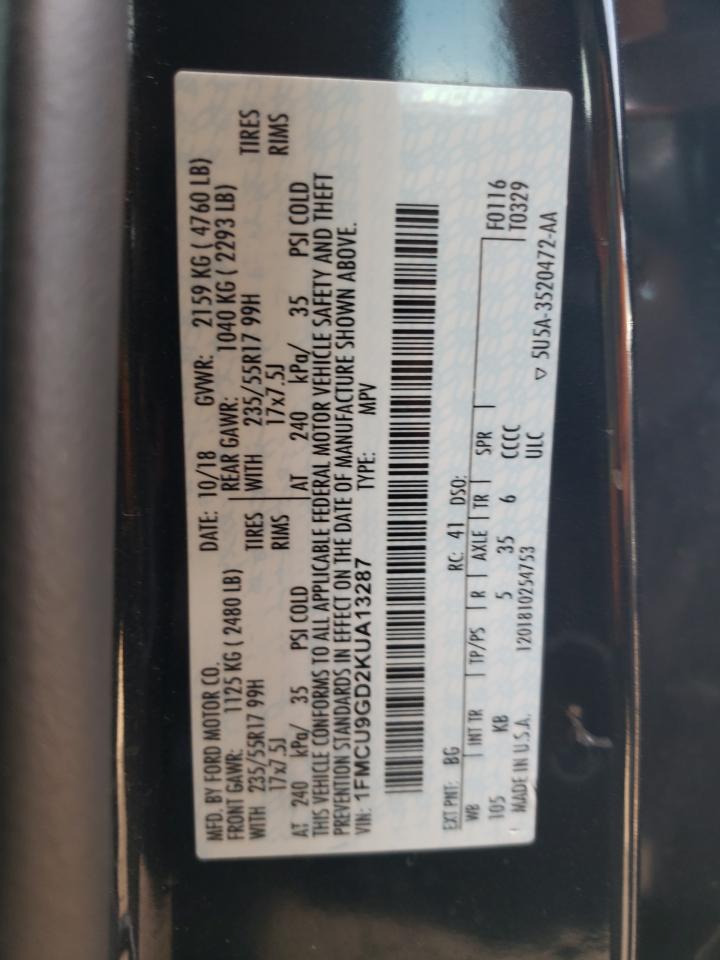 MFD. BY FORD MOTOR CO. DATE: 10/18 GVWR: 2159 KG ( 4760 LB)
FRONT GAWR: 1125 KG ( 2480 LB) REAR GAWR: 1040 KG ( 2293 LB)
WITH 235/55R17 99H TIRES WITH 235/55R17 99H TIRES
17x7.5J RIMS 17x7.5J RIMS
AT 240 kPa/ 35 PSI COLD AT 240 kPa/ 35 PSI COLD
THIS VEHICLE CONFORMS TO ALL APPLICABLE FEDERAL MOTOR VEHICLE SAFETY AND THEFT
PREVENTION STANDARDS IN EFFECT ON THE DATE OF MANUFACTURE SHOWN ABOVE.
VIN: 1FMCU9GD2KUA13287 TYPE: MPV
EXT PNT: BG RC: 41 DSO: F0116
WB INT TR TP/PS R AXLE TR SPR T0329
105 KB 5 35 6 CCCC
MADE IN U.S.A. 1201810254753 ULC ▽ 5U5A-3520472-AA